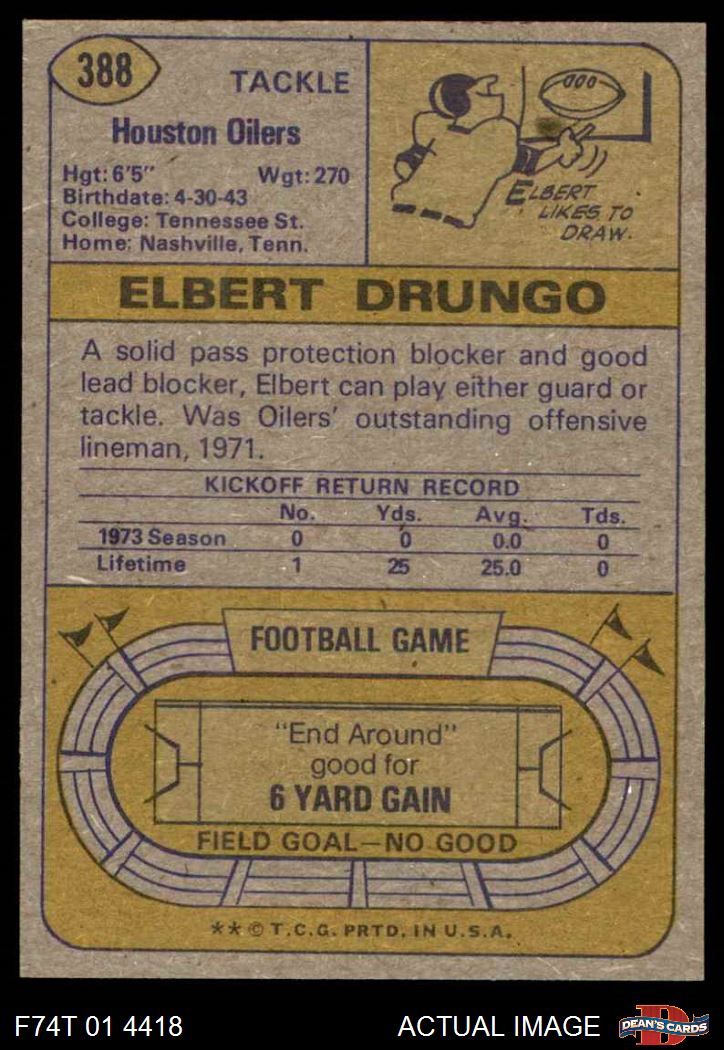 388
TACKLE
Houston Oilers
Hgt: 6'5" Wgt: 270
Birthdate: 4-30-43
College: Tennessee St.
Home: Nashville, Tenn.
ELBERT
LIKES TO
DRAW.
ELBERT DRUNGO
A solid pass protection blocker and good
lead blocker, Elbert can play either guard or
tackle. Was Oilers' outstanding offensive
lineman, 1971.
KICKOFF RETURN RECORD
No. Yds. Avg. Tds.
1973 Season 0 0 0.0 0
Lifetime 1 25 25.0 0
FOOTBALL GAME
"End Around"
good for
6 YARD GAIN
FIELD GOAL—NO GOOD
** © T.C.G. PRTD. IN U.S.A.
F74T 01 4418 ACTUAL IMAGE
D
DEAN'S CARDS